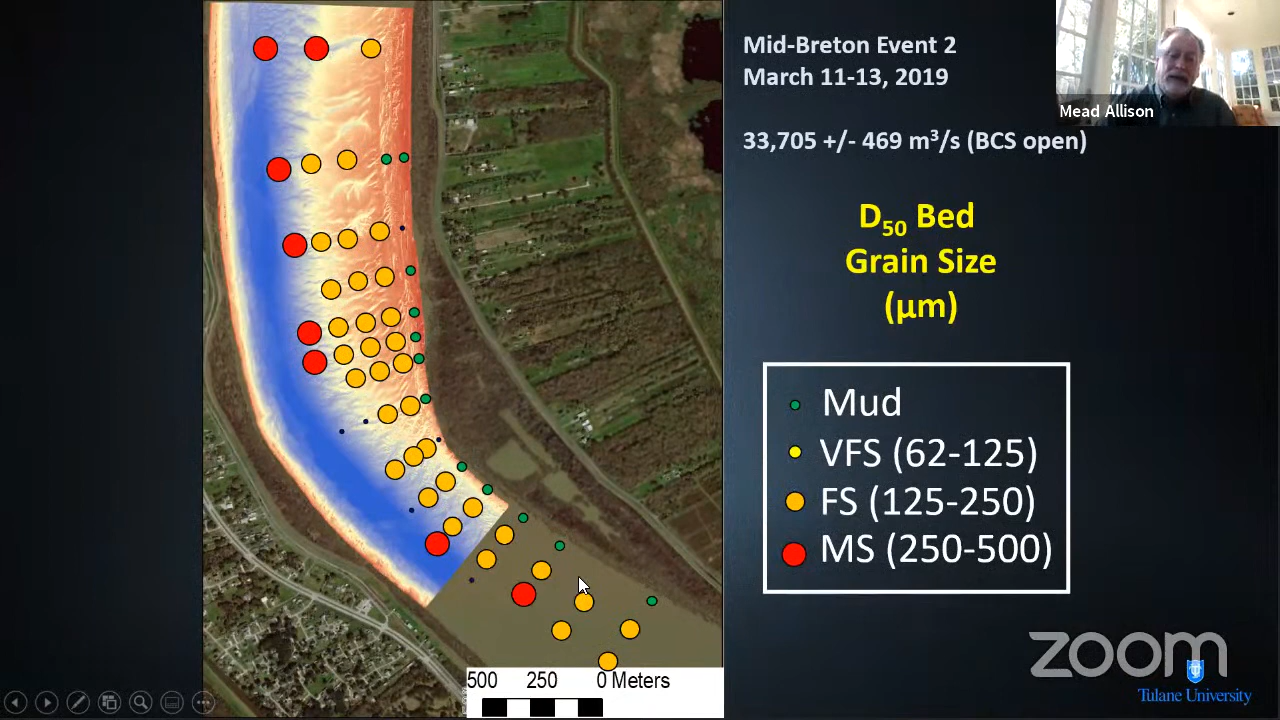 Mid-Breton Event 2
March 11-13, 2019
33,705 +/- 469 m³/s (BCS open)
Mead Allison
D₅₀ Bed
Grain Size
(µm)
Mud
VFS (62-125)
FS (125-250)
MS (250-500)
500 250 0 Meters
zoom
Tulane University